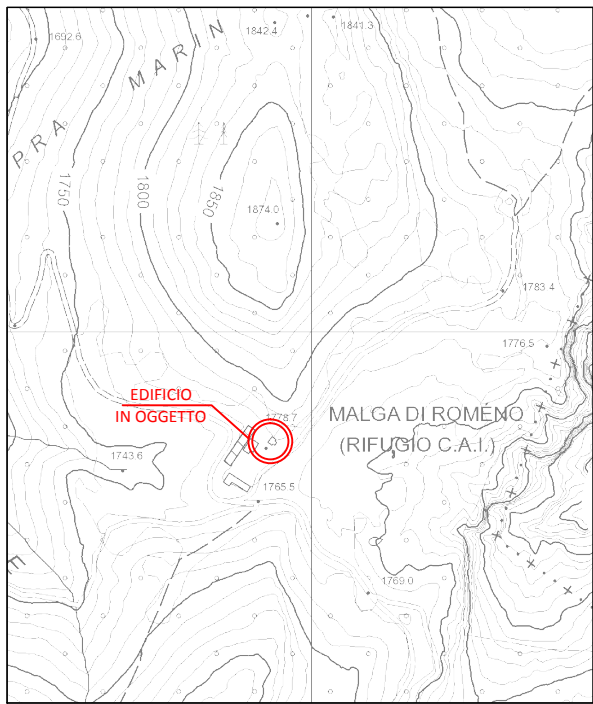 1842.4
1841.3
1692.6
PRA MARIN
1750
1800
1850
1874.0
1783.4
1776.5
EDIFICIO
IN OGGETTO
1778.7
MALGA DI ROMÉNO
(RIFUGIO C.A.I.)
1743.6
1765.5
E
1769.0